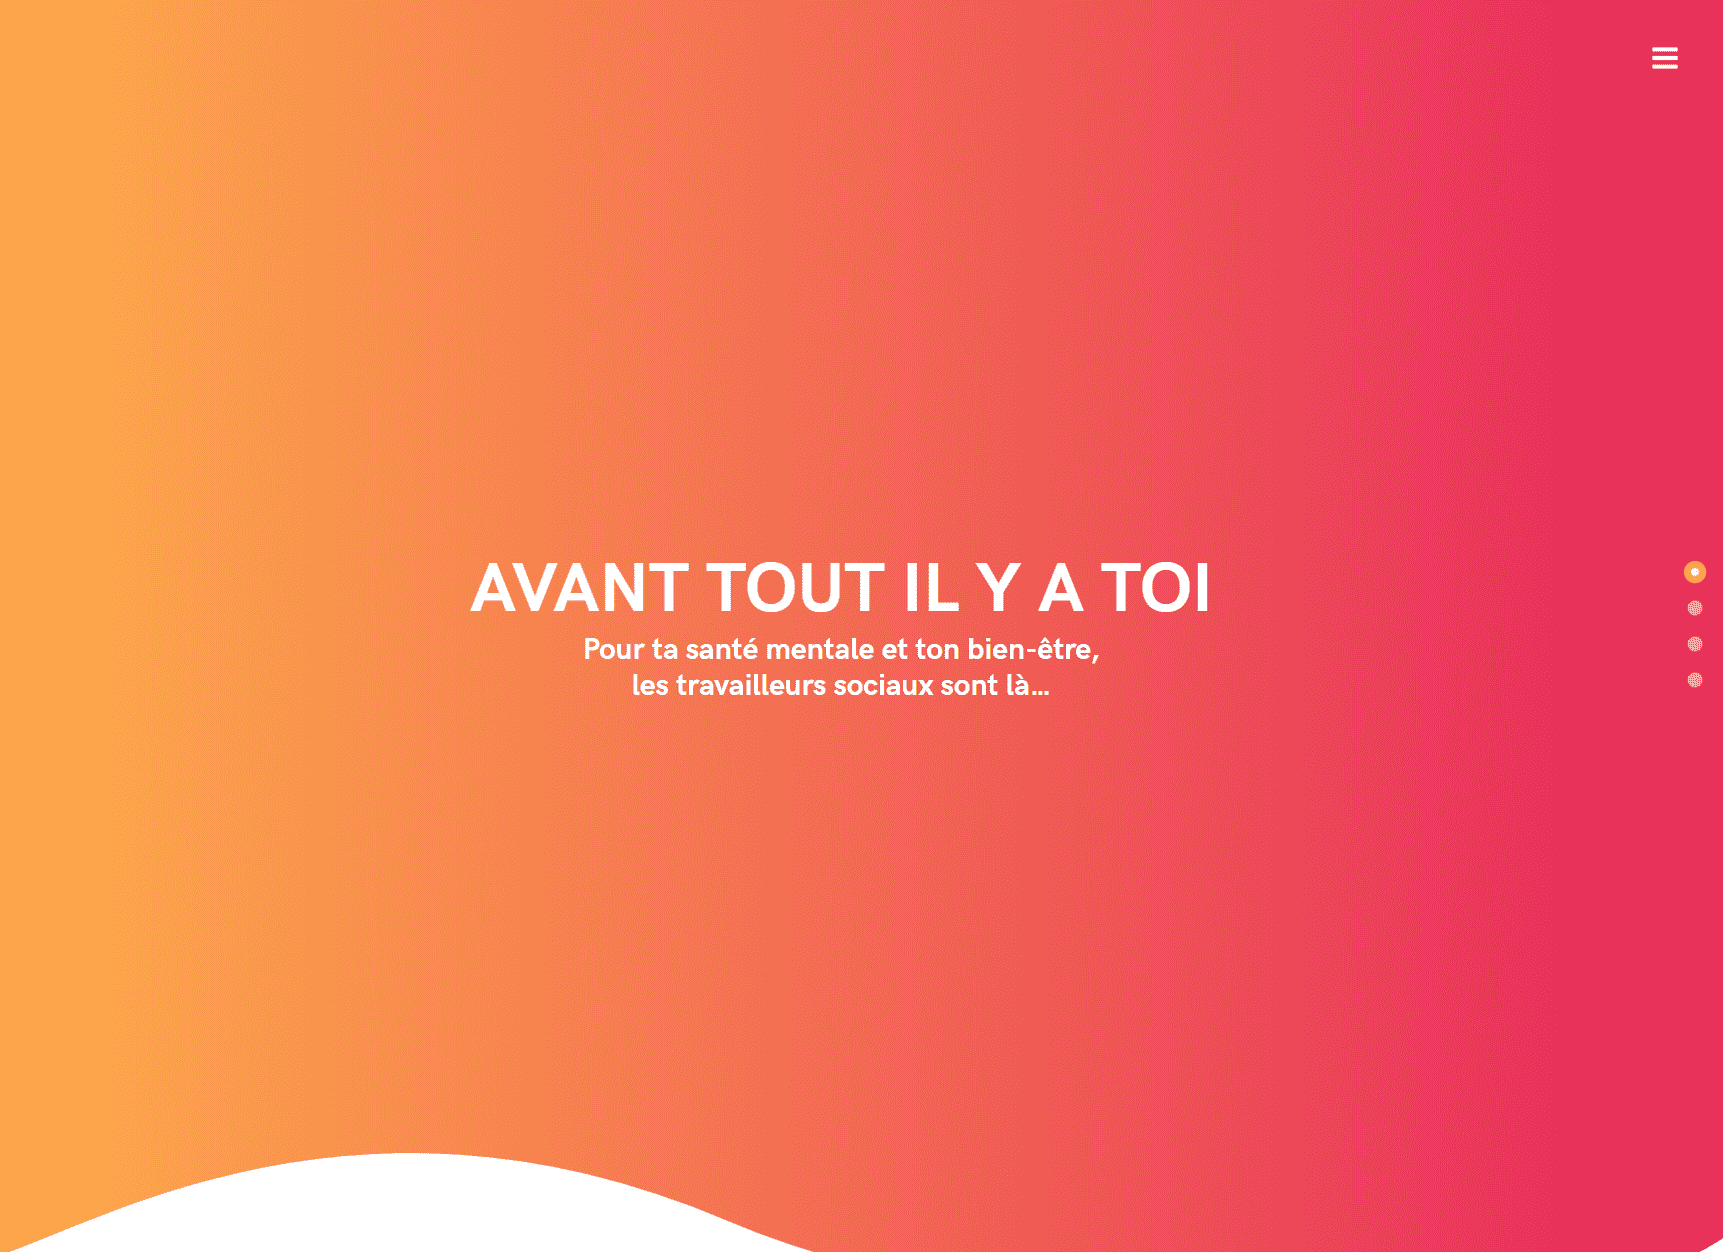 AVANT TOUT IL Y A TOI
Pour ta santé mentale et ton bien-être,
les travailleurs sociaux sont là...